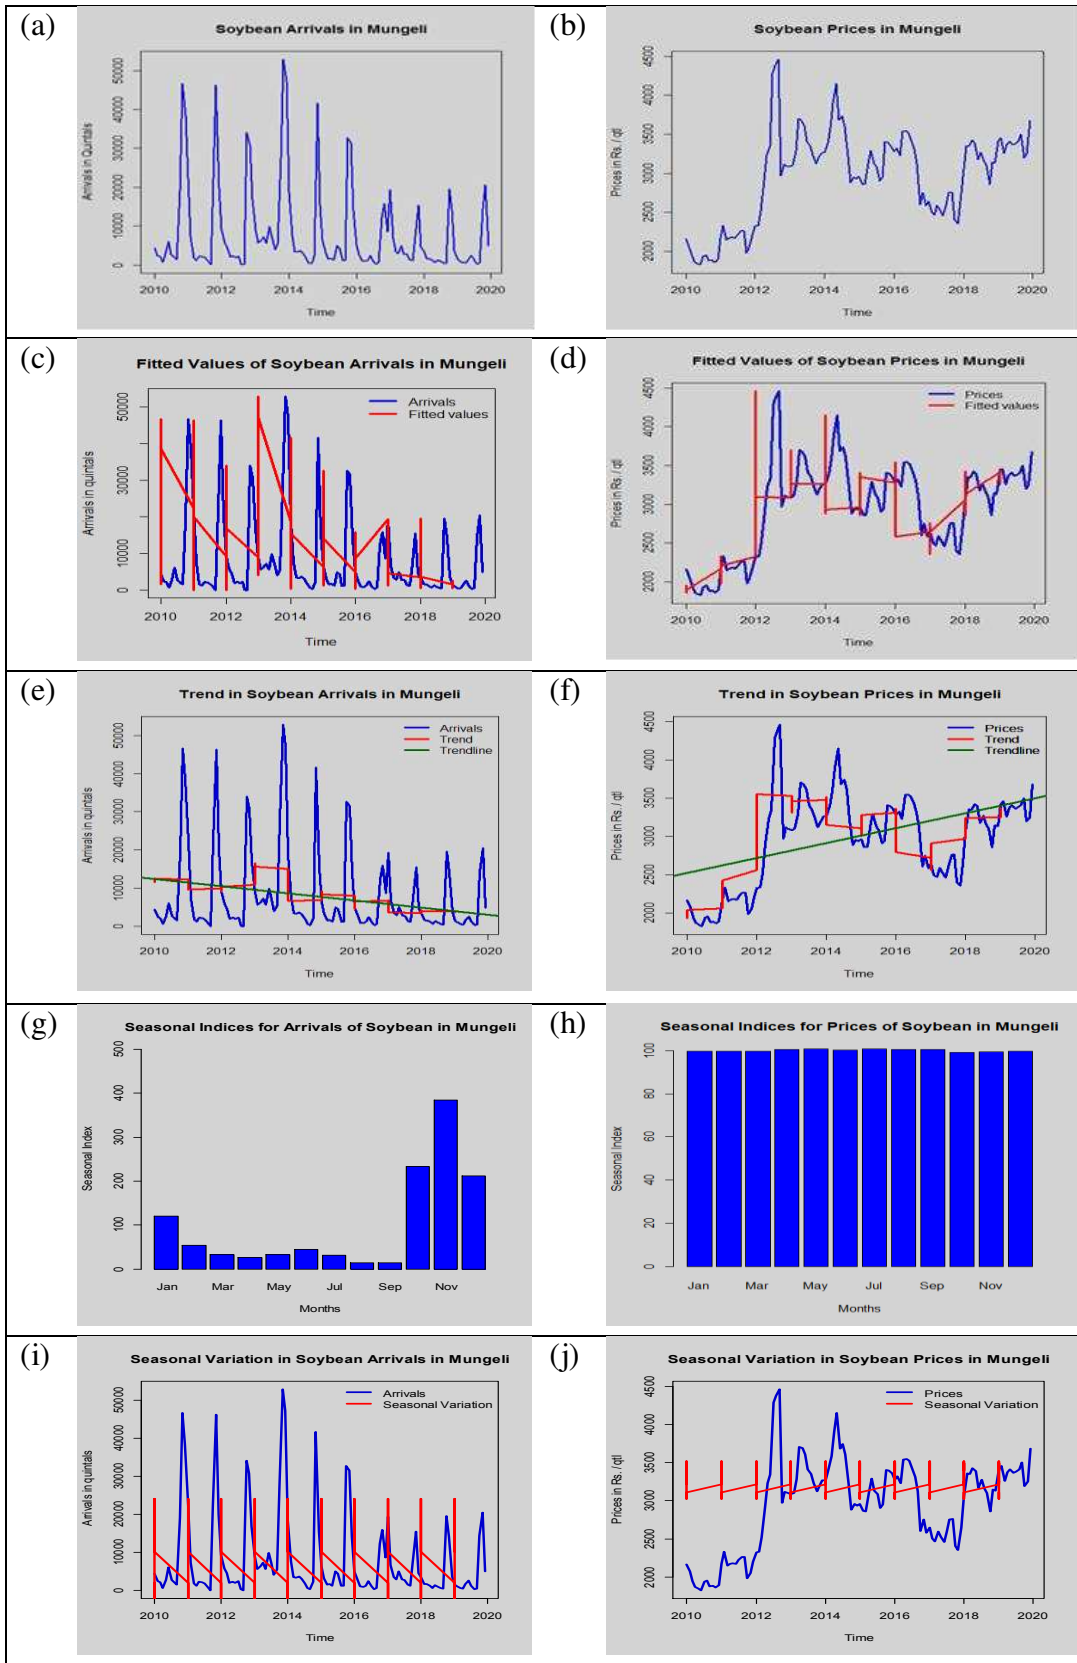 (a)
Soybean Arrivals in Mungeli
Arrivals in Quintals
0 10000 20000 30000 40000 50000
2010 2012 2014 2016 2018 2020
Time
(b)
Soybean Prices in Mungeli
Prices in Rs. / qtl
2000 2500 3000 3500 4000 4500
2010 2012 2014 2016 2018 2020
Time
(c)
Fitted Values of Soybean Arrivals in Mungeli
Arrivals
Fitted values
Arrivals in quintals
0 10000 30000 50000
2010 2012 2014 2016 2018 2020
Time
(d)
Fitted Values of Soybean Prices in Mungeli
Prices
Fitted values
Prices in Rs. / qtl
2000 2500 3000 3500 4000 4500
2010 2012 2014 2016 2018 2020
Time
(e)
Trend in Soybean Arrivals in Mungeli
Arrivals
Trend
Trendline
Arrivals in quintals
0 10000 20000 30000 40000 50000
2010 2012 2014 2016 2018 2020
Time
(f)
Trend in Soybean Prices in Mungeli
Prices
Trend
Trendline
Prices in Rs. / qtl
2000 2500 3000 3500 4000 4500
2010 2012 2014 2016 2018 2020
Time
(g)
Seasonal Indices for Arrivals of Soybean in Mungeli
Seasonal Index
0 100 200 300 400 500
Jan Mar May Jul Sep Nov
Months
(h)
Seasonal Indices for Prices of Soybean in Mungeli
Seasonal Index
0 20 40 60 80 100
Jan Mar May Jul Sep Nov
Months
(i)
Seasonal Variation in Soybean Arrivals in Mungeli
Arrivals
Seasonal Variation
Arrivals in quintals
0 10000 20000 30000 40000 50000
2010 2012 2014 2016 2018 2020
Time
(j)
Seasonal Variation in Soybean Prices in Mungeli
Prices
Seasonal Variation
Prices in Rs. / qtl
2000 2500 3000 3500 4000 4500
2010 2012 2014 2016 2018 2020
Time